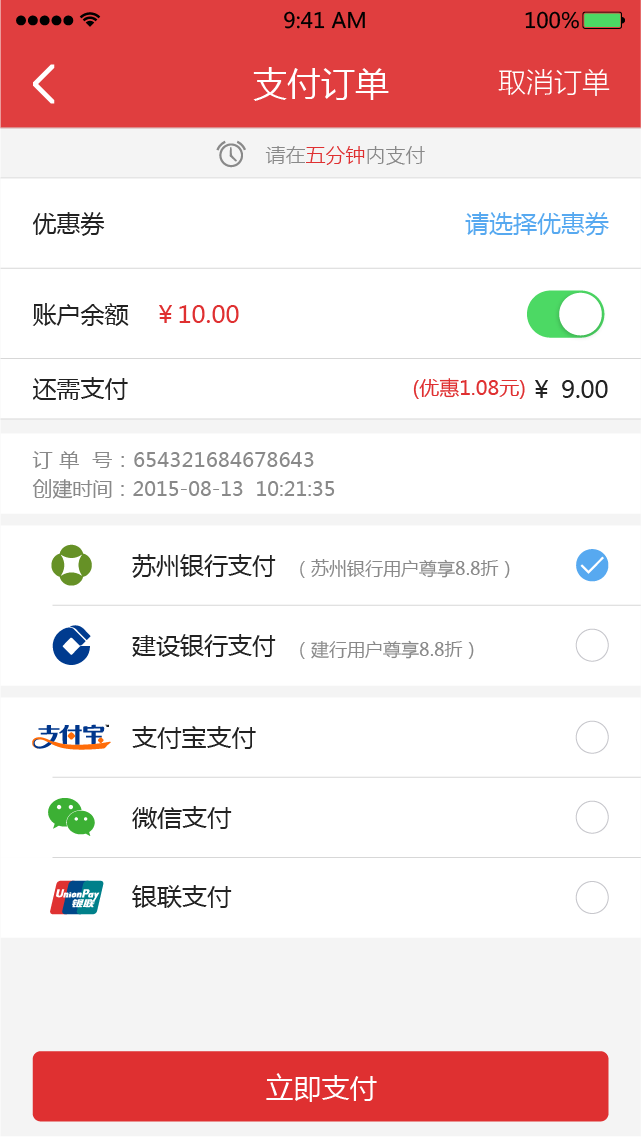 9:41 AM 100%
支付订单 取消订单
请在五分钟内支付
优惠券 请选择优惠券
账户余额 ¥10.00
还需支付 (优惠1.08元) ¥ 9.00
订 单 号：654321684678643
创建时间：2015-08-13 10:21:35
苏州银行支付 （苏州银行用户尊享8.8折）
建设银行支付 （建行用户尊享8.8折）
支付宝 支付宝支付
微信支付
UnionPay
银联 银联支付
立即支付